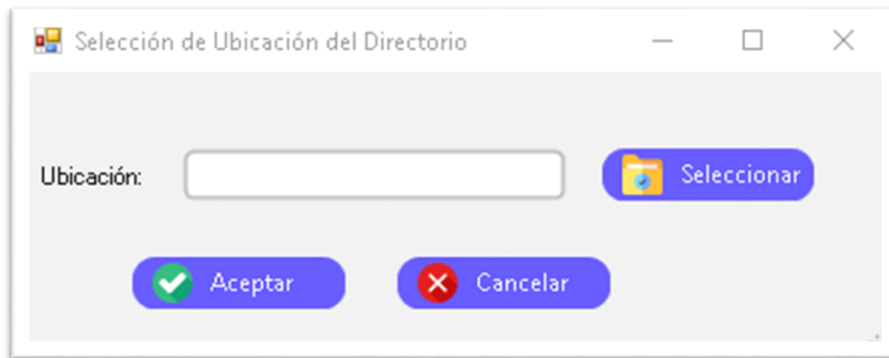 Selección de Ubicación del Directorio
Ubicación:
Seleccionar
Aceptar
Cancelar